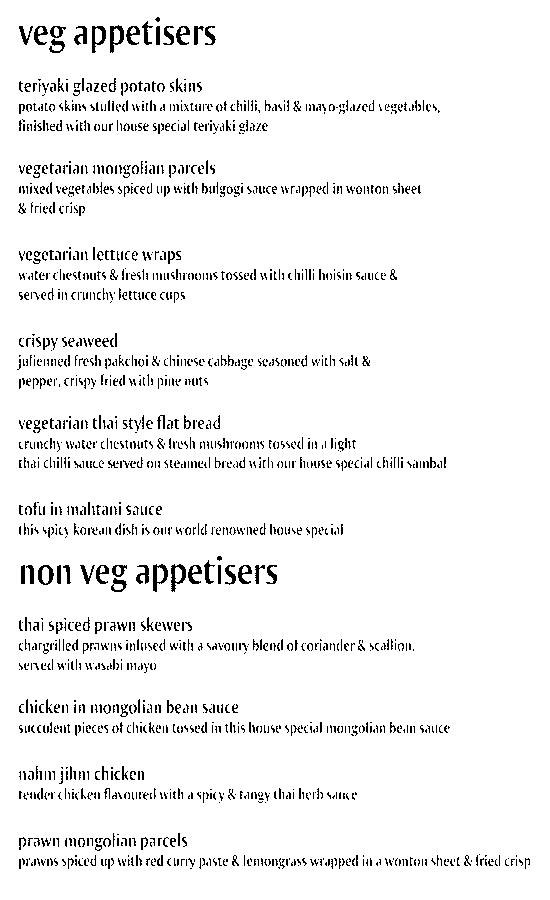 veg appetisers
teriyaki glazed potato skins
potato skins stuffed with a mixture of chilli, basil & mayo-glazed vegetables,
finished with our house special teriyaki glaze
vegetarian mongolian parcels
mixed vegetables spiced up with bulgogi sauce wrapped in wonton sheet
& fried crisp
vegetarian lettuce wraps
water chestnuts & fresh mushrooms tossed with chilli hoisin sauce &
served in crunchy lettuce cups
crispy seaweed
julienned fresh pakchoi & chinese cabbage seasoned with salt &
pepper, crispy fried with pine nuts
vegetarian thai style flat bread
crunchy water chestnuts & fresh mushrooms tossed in a light
thai chilli sauce served on steamed bread with our house special chilli sambal
tofu in mahtani sauce
this spicy korean dish is our world renowned house special
non veg appetisers
thai spiced prawn skewers
chargrilled prawns infused with a savoury blend of coriander & scallion,
served with wasabi mayo
chicken in mongolian bean sauce
succulent pieces of chicken tossed in this house special mongolian bean sauce
nahm jihm chicken
tender chicken flavoured with a spicy & tangy thai herb sauce
prawn mongolian parcels
prawns spiced up with red curry paste & lemongrass wrapped in a wonton sheet & fried crisp